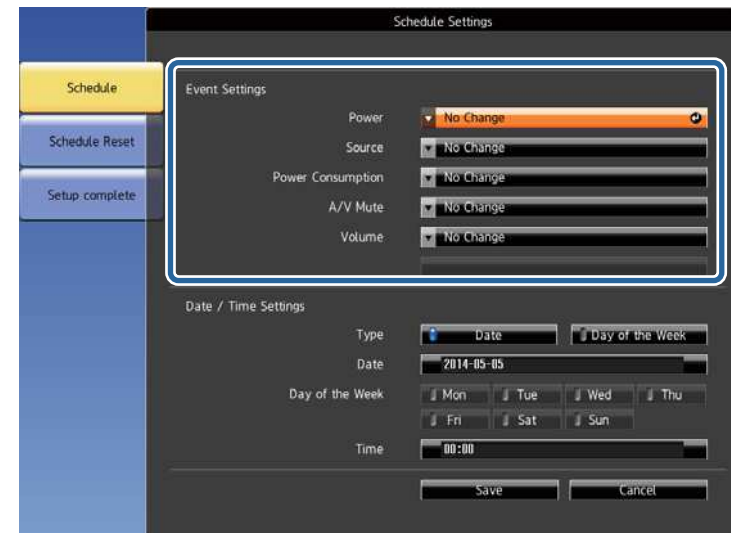 Schedule Settings
Schedule
Schedule Reset
Setup complete
Event Settings
Power No Change
Source No Change
Power Consumption No Change
A/V Mute No Change
Volume No Change
Date / Time Settings
Type Date Day of the Week
Date 2014-05-05
Day of the Week Mon Tue Wed Thu
Fri Sat Sun
Time 00:00
Save Cancel